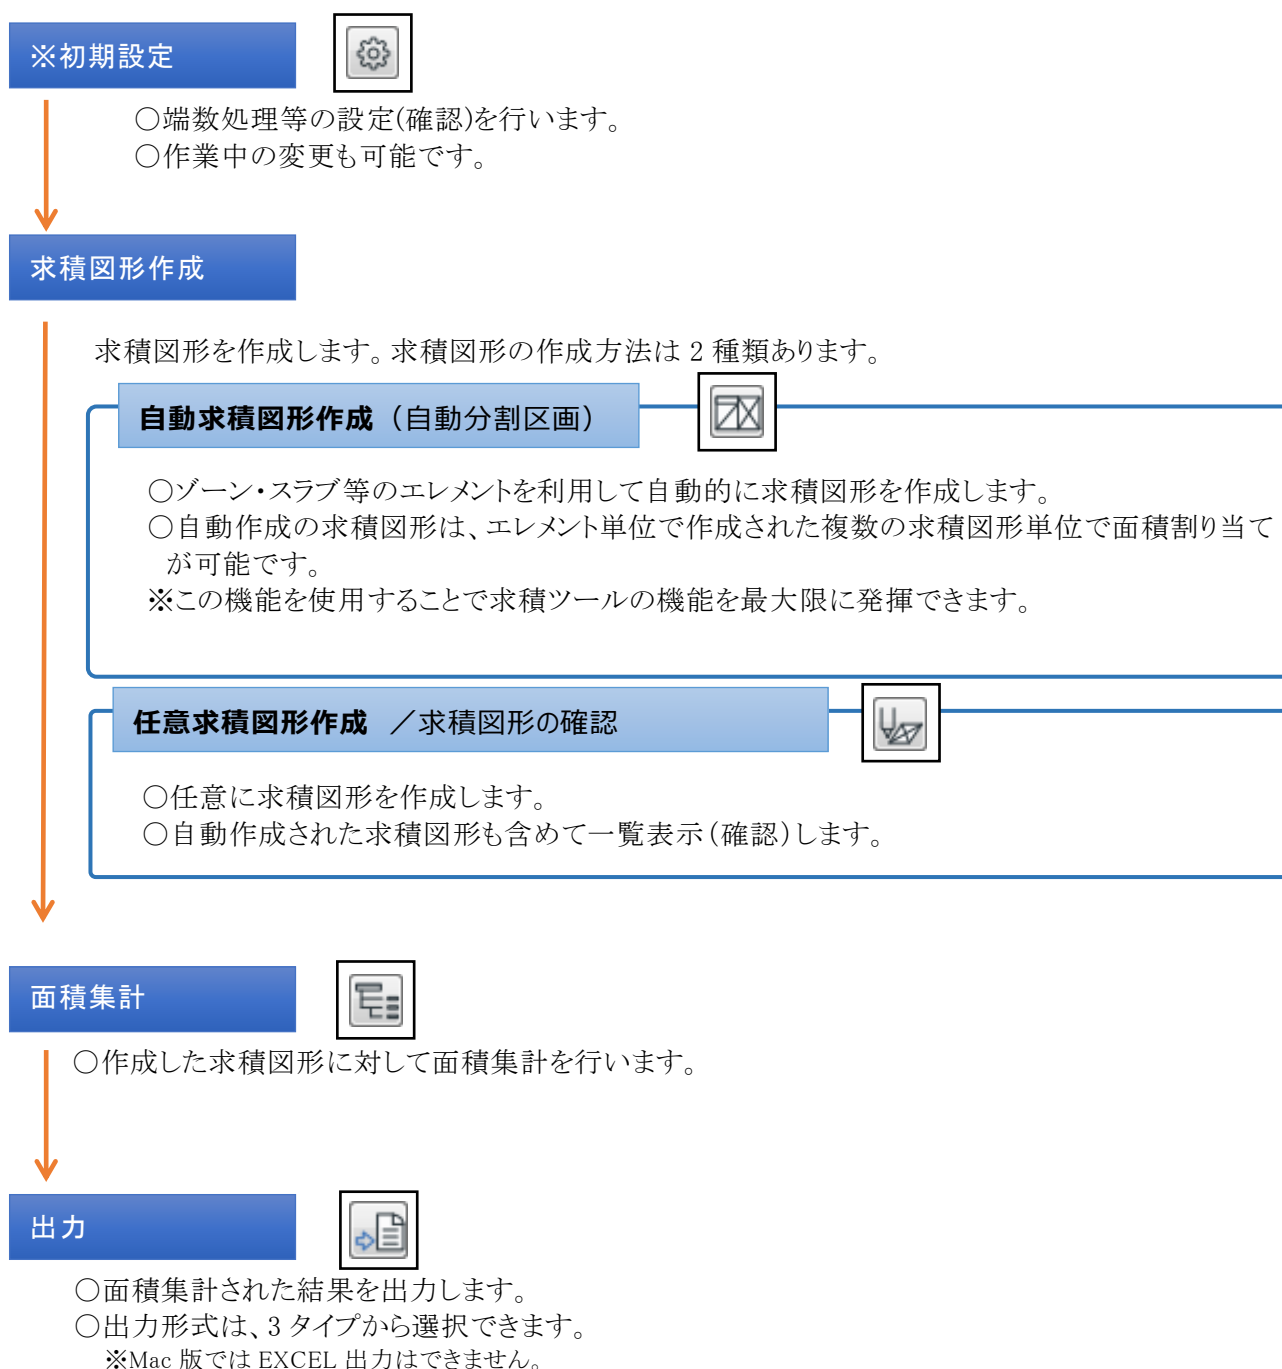 ※初期設定
○端数処理等の設定(確認)を行います。
○作業中の変更も可能です。
求積図形作成
求積図形を作成します。求積図形の作成方法は 2 種類あります。
自動求積図形作成（自動分割区画）
○ゾーン・スラブ等のエレメントを利用して自動的に求積図形を作成します。
○自動作成の求積図形は、エレメント単位で作成された複数の求積図形単位で面積割り当て
が可能です。
※この機能を使用することで求積ツールの機能を最大限に発揮できます。
任意求積図形作成 ／求積図形の確認
○任意に求積図形を作成します。
○自動作成された求積図形も含めて一覧表示（確認）します。
面積集計
○作成した求積図形に対して面積集計を行います。
出力
○面積集計された結果を出力します。
○出力形式は、3 タイプから選択できます。
※Mac 版では EXCEL 出力はできません。